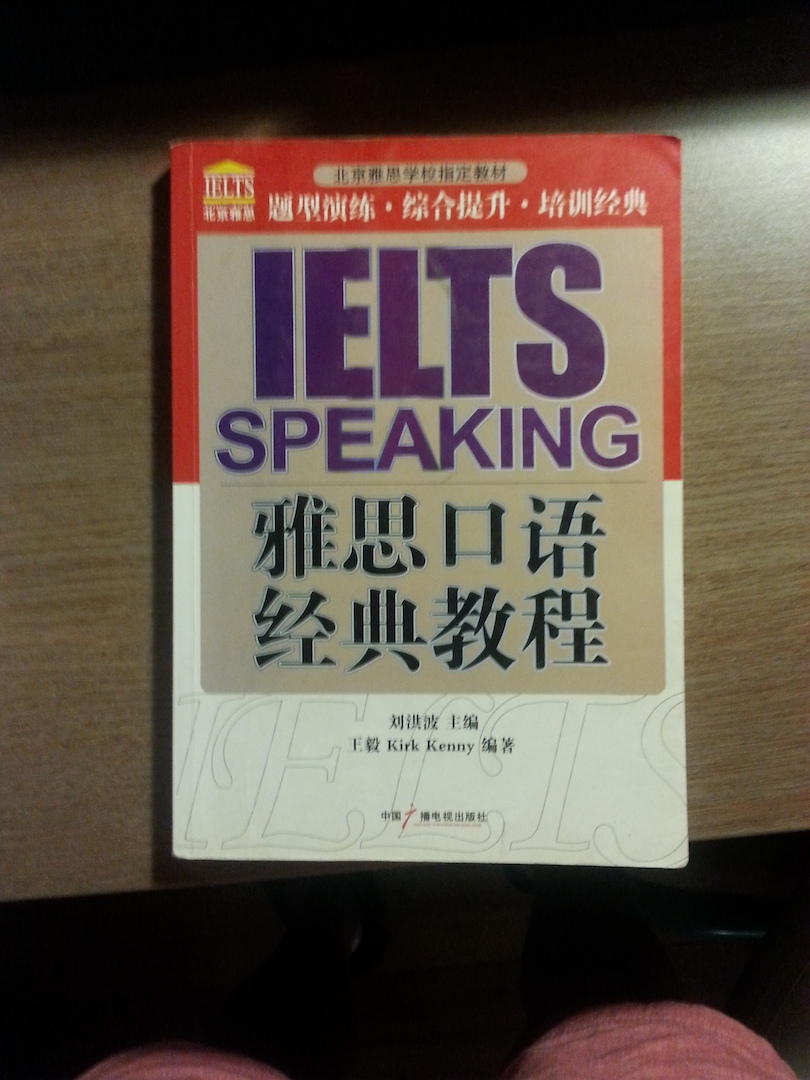 北京雅思学校指定教材
IELTS
北京雅思
题型演练·综合提升·培训经典
IELTS
SPEAKING
雅思口语
经典教程
刘洪波 主编
王毅 Kirk Kenny 编著
IELTS
中国广播电视出版社